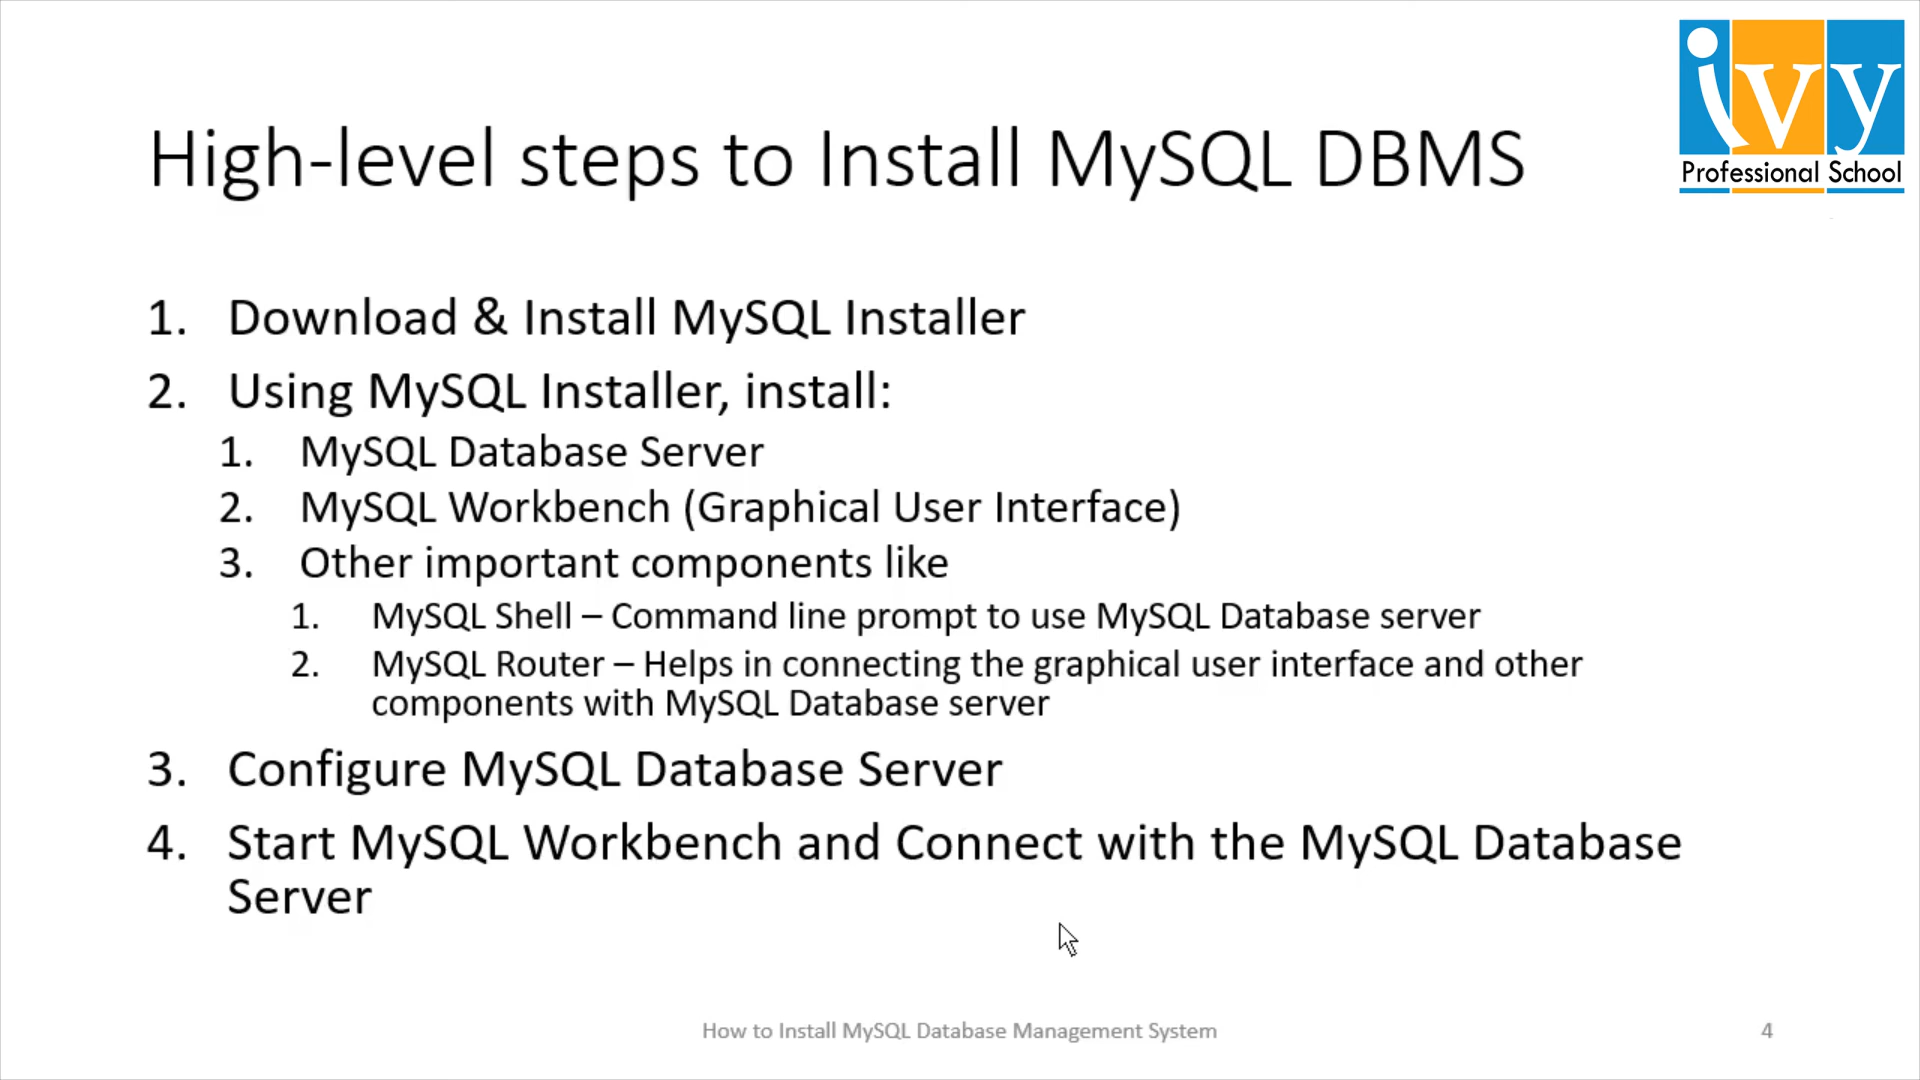 ivy
Professional School
High-level steps to Install MySQL DBMS
1. Download & Install MySQL Installer
2. Using MySQL Installer, install:
1. MySQL Database Server
2. MySQL Workbench (Graphical User Interface)
3. Other important components like
1. MySQL Shell – Command line prompt to use MySQL Database server
2. MySQL Router – Helps in connecting the graphical user interface and other
components with MySQL Database server
3. Configure MySQL Database Server
4. Start MySQL Workbench and Connect with the MySQL Database
Server
How to Install MySQL Database Management System
4